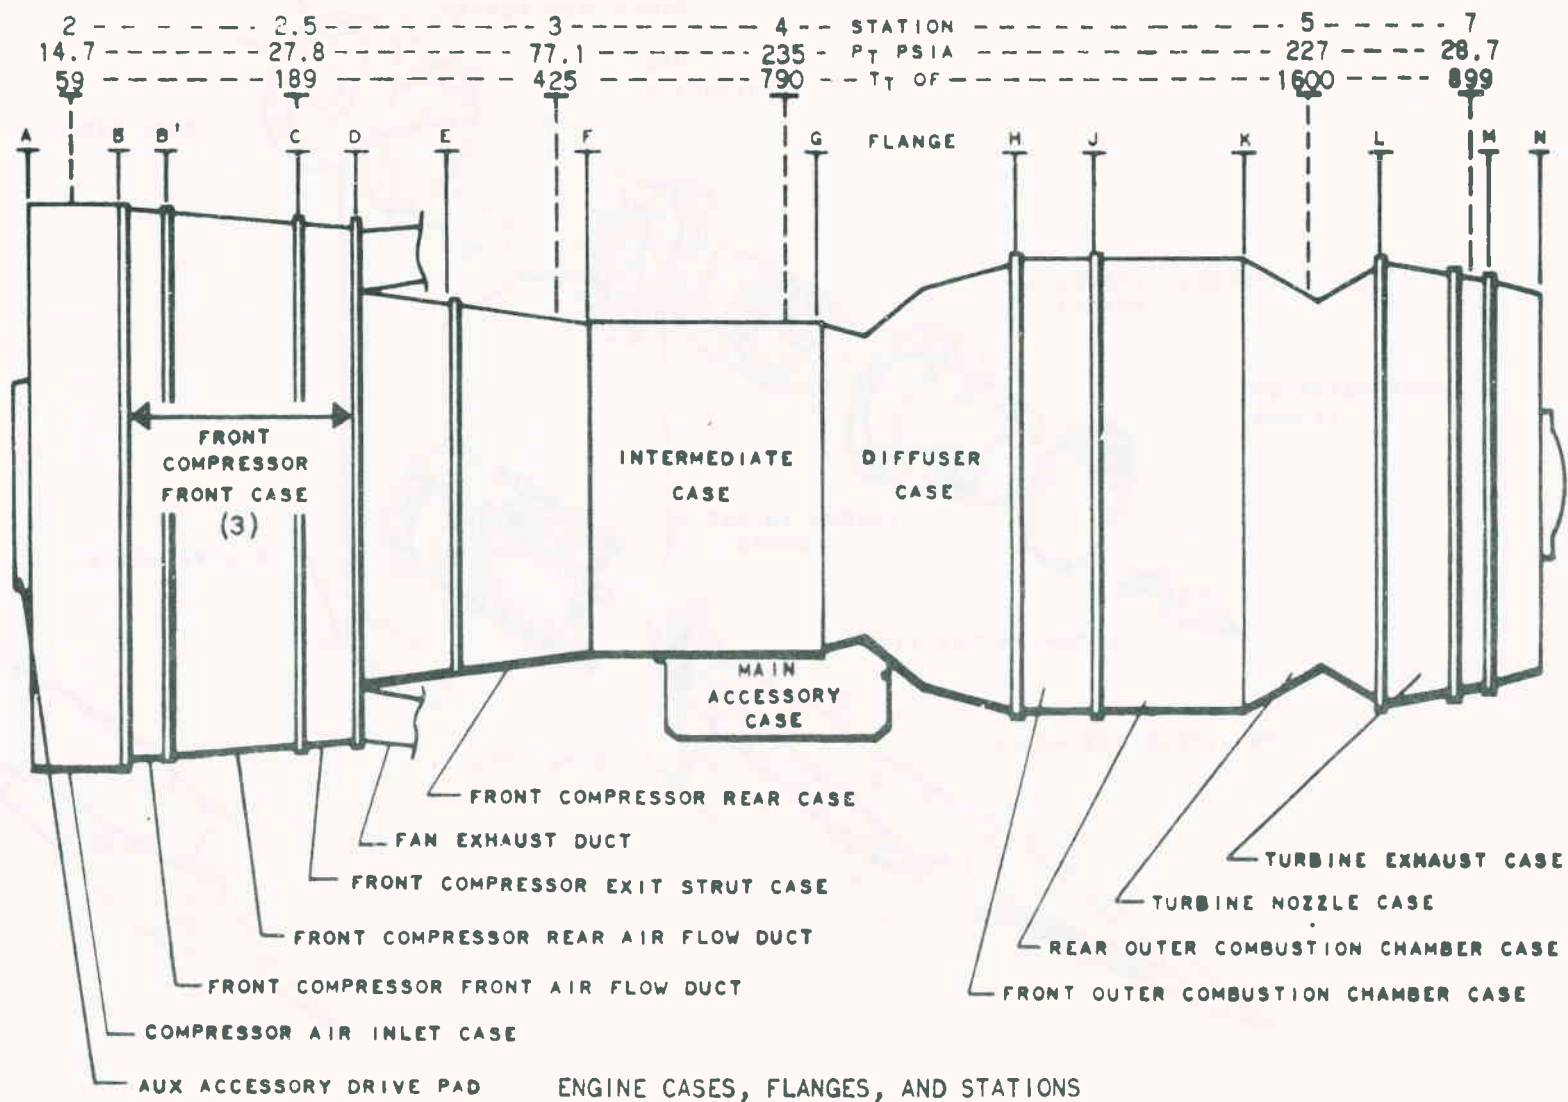 2 - - - - - - - 2.5 - - - - - - - - 3 - - - - - - - 4 - - STATION - - - - - - - - - - 5 - - - - - 7
14.7 - - - - - - 27.8 - - - - - - - 77.1 - - - - - - 235 - PT PSIA - - - - - - - - - - 227 - - - - 28.7
59 - - - - - - - 189 - - - - - - - 425 - - - - - - - 790 - - TT OF - - - - - - - - - - 1600 - - - - 899
A B B' C D E F G FLANGE H J K L M N
FRONT
COMPRESSOR
FRONT CASE
(3)
INTERMEDIATE
CASE
DIFFUSER
CASE
MAIN
ACCESSORY
CASE
FRONT COMPRESSOR REAR CASE
FAN EXHAUST DUCT
FRONT COMPRESSOR EXIT STRUT CASE
FRONT COMPRESSOR REAR AIR FLOW DUCT
FRONT COMPRESSOR FRONT AIR FLOW DUCT
COMPRESSOR AIR INLET CASE
AUX ACCESSORY DRIVE PAD
TURBINE EXHAUST CASE
TURBINE NOZZLE CASE
REAR OUTER COMBUSTION CHAMBER CASE
FRONT OUTER COMBUSTION CHAMBER CASE
ENGINE CASES, FLANGES, AND STATIONS